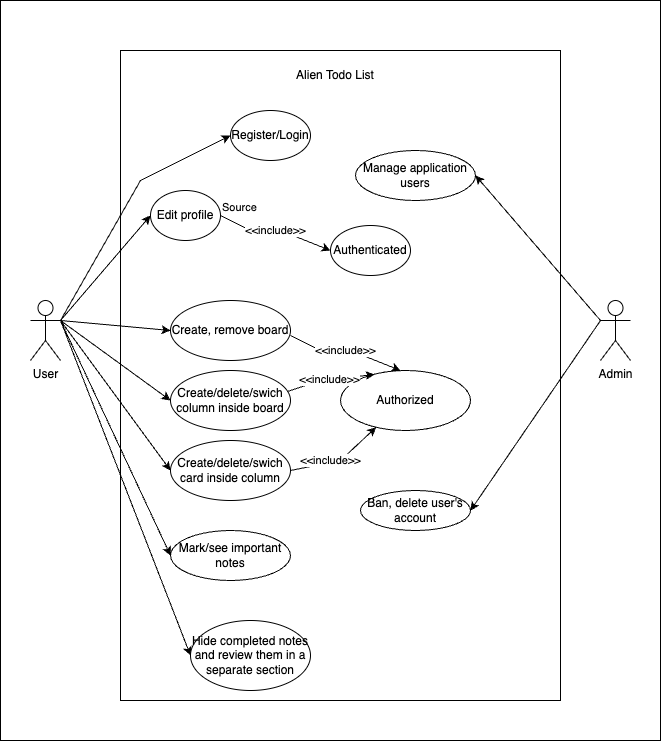 Alien Todo List
Register/Login
Manage application
users
Edit profile
Source
<<include>>
Authenticated
User
Admin
Create, remove board
<<include>>
Create/delete/swich
column inside board
<<include>>
Authorized
Create/delete/swich
card inside column
<<include>>
Ban, delete user's
account
Mark/see important
notes
Hide completed notes
and review them in a
separate section